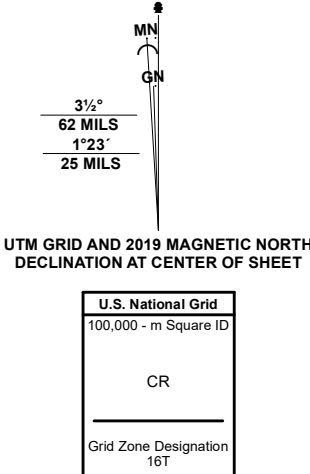 MN
GN
3½°
62 MILS
1°23´
25 MILS
UTM GRID AND 2019 MAGNETIC NORTH
DECLINATION AT CENTER OF SHEET
U.S. National Grid
100,000 - m Square ID
CR
Grid Zone Designation
16T